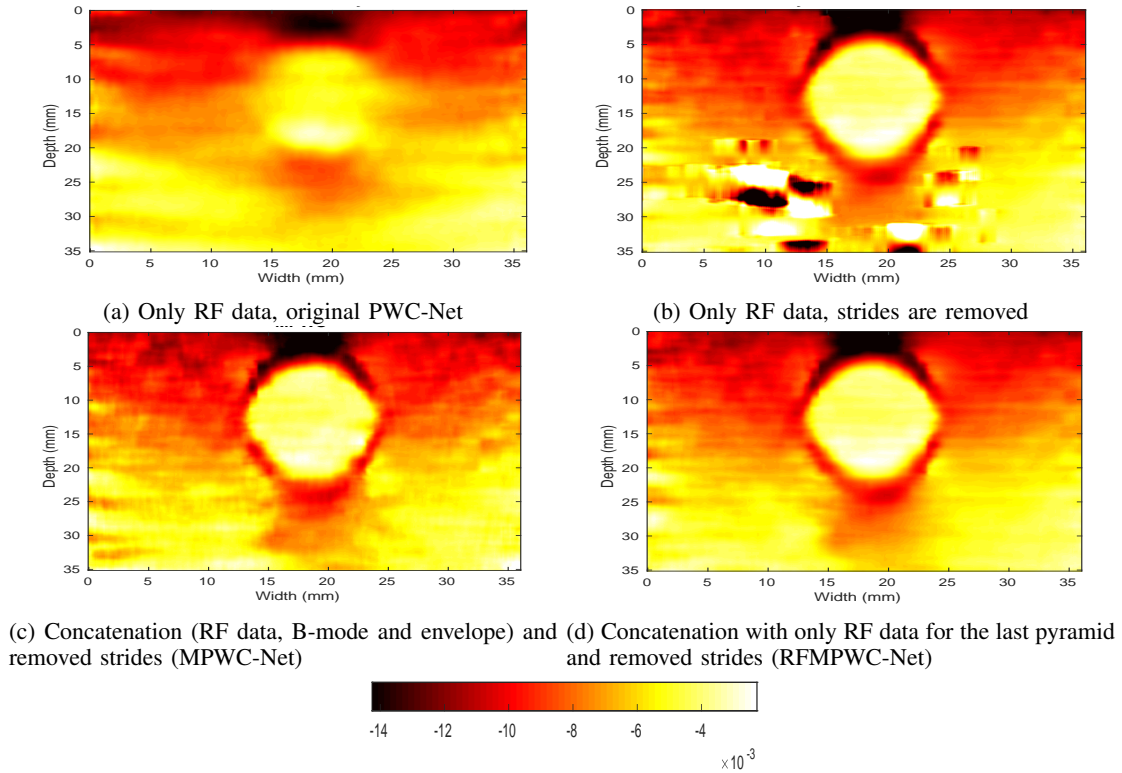 0
5
10
15
20
25
30
35
Depth (mm)
0 5 10 15 20 25 30 35
Width (mm)
(a) Only RF data, original PWC-Net
0
5
10
15
20
25
30
35
Depth (mm)
0 5 10 15 20 25 30 35
Width (mm)
(b) Only RF data, strides are removed
0
5
10
15
20
25
30
35
Depth (mm)
0 5 10 15 20 25 30 35
Width (mm)
(c) Concatenation (RF data, B-mode and envelope) and
removed strides (MPWC-Net)
0
5
10
15
20
25
30
35
Depth (mm)
0 5 10 15 20 25 30 35
Width (mm)
(d) Concatenation with only RF data for the last pyramid
and removed strides (RFMPWC-Net)
-14 -12 -10 -8 -6 -4
×10⁻³